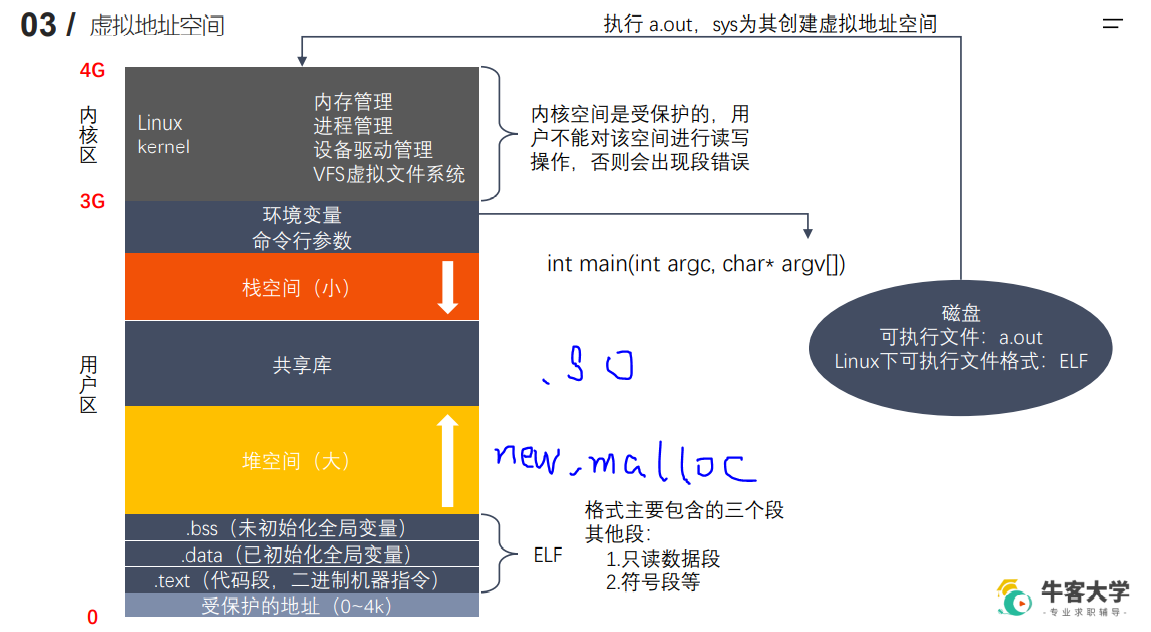 03 / 虚拟地址空间
执行 a.out，sys为其创建虚拟地址空间
4G
内核区
Linux
kernel
内存管理
进程管理
设备驱动管理
VFS虚拟文件系统
内核空间是受保护的，用
户不能对该空间进行读写
操作，否则会出现段错误
3G
环境变量
命令行参数
int main(int argc, char* argv[])
栈空间（小）
磁盘
可执行文件：a.out
Linux下可执行文件格式：ELF
用户区
共享库
.so
堆空间（大）
new.malloc
格式主要包含的三个段
其他段：
1.只读数据段
2.符号段等
.bss（未初始化全局变量）
.data（已初始化全局变量）
ELF
.text（代码段，二进制机器指令）
受保护的地址（0~4k）
0
牛客大学
·专业求职辅导·